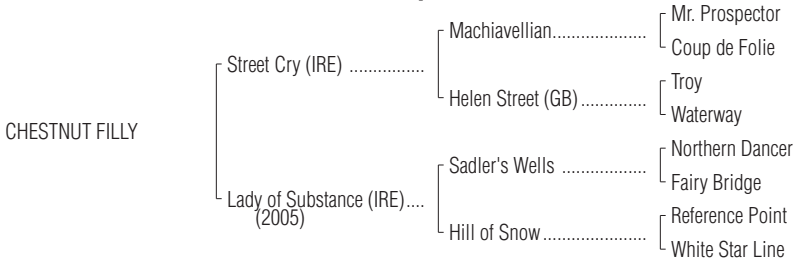 Mr. Prospector
Machiavellian.....................
Coup de Folie
Street Cry (IRE) ................
Troy
Helen Street (GB)..............
Waterway
CHESTNUT FILLY
Northern Dancer
Sadler's Wells ..................
Fairy Bridge
Lady of Substance (IRE)....
(2005)
Reference Point
Hill of Snow......................
White Star Line